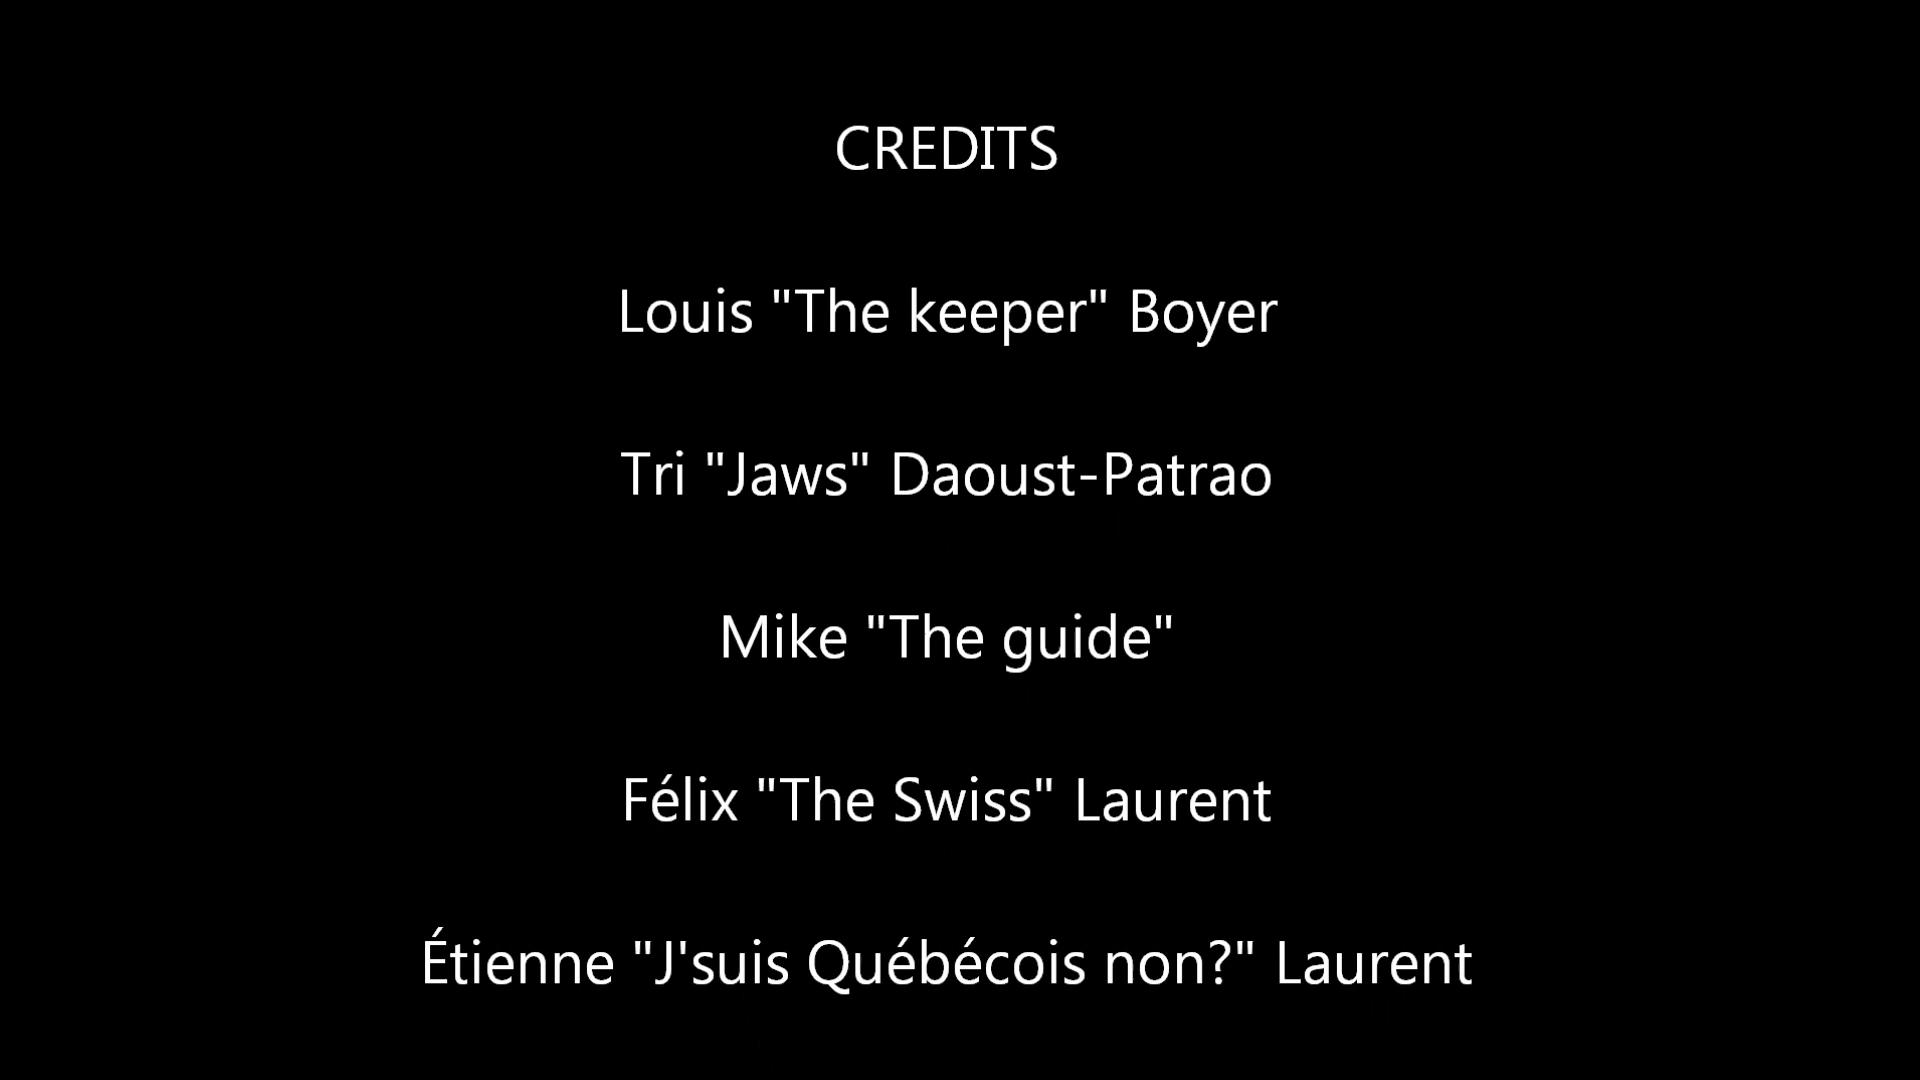 CREDITS
Louis "The keeper" Boyer
Tri "Jaws" Daoust-Patrao
Mike "The guide"
Félix "The Swiss" Laurent
Étienne "J'suis Québécois non?" Laurent